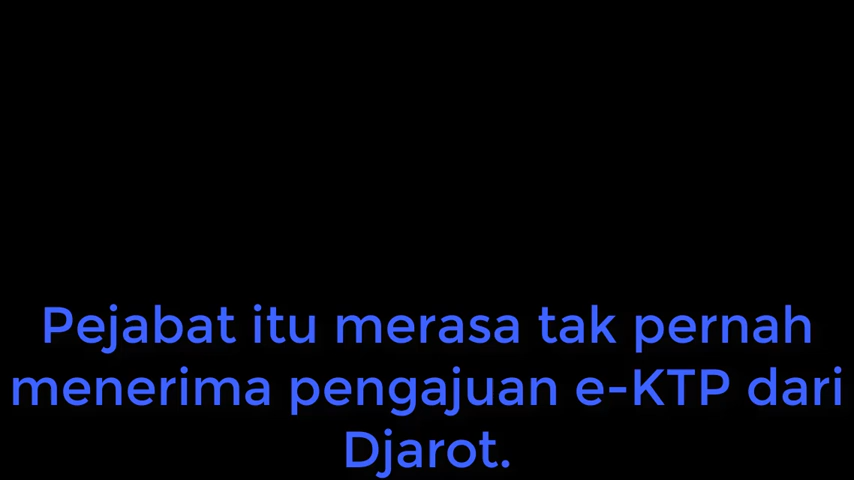 Pejabat itu merasa tak pernah
menerima pengajuan e-KTP dari
Djarot.